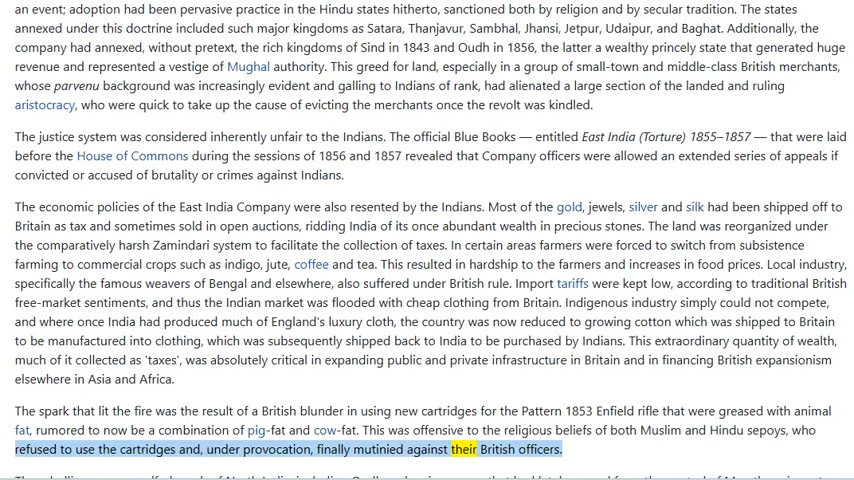 an event; adoption had been pervasive practice in the Hindu states hitherto, sanctioned both by religion and by secular tradition. The states
annexed under this doctrine included such major kingdoms as Satara, Thanjavur, Sambhal, Jhansi, Jetpur, Udaipur, and Baghat. Additionally, the
company had annexed, without pretext, the rich kingdoms of Sind in 1843 and Oudh in 1856, the latter a wealthy princely state that generated huge
revenue and represented a vestige of Mughal authority. This greed for land, especially in a group of small-town and middle-class British merchants,
whose parvenu background was increasingly evident and galling to Indians of rank, had alienated a large section of the landed and ruling
aristocracy, who were quick to take up the cause of evicting the merchants once the revolt was kindled.
The justice system was considered inherently unfair to the Indians. The official Blue Books — entitled East India (Torture) 1855–1857 — that were laid
before the House of Commons during the sessions of 1856 and 1857 revealed that Company officers were allowed an extended series of appeals if
convicted or accused of brutality or crimes against Indians.
The economic policies of the East India Company were also resented by the Indians. Most of the gold, jewels, silver and silk had been shipped off to
Britain as tax and sometimes sold in open auctions, ridding India of its once abundant wealth in precious stones. The land was reorganized under
the comparatively harsh Zamindari system to facilitate the collection of taxes. In certain areas farmers were forced to switch from subsistence
farming to commercial crops such as indigo, jute, coffee and tea. This resulted in hardship to the farmers and increases in food prices. Local industry,
specifically the famous weavers of Bengal and elsewhere, also suffered under British rule. Import tariffs were kept low, according to traditional British
free-market sentiments, and thus the Indian market was flooded with cheap clothing from Britain. Indigenous industry simply could not compete,
and where once India had produced much of England's luxury cloth, the country was now reduced to growing cotton which was shipped to Britain
to be manufactured into clothing, which was subsequently shipped back to India to be purchased by Indians. This extraordinary quantity of wealth,
much of it collected as 'taxes', was absolutely critical in expanding public and private infrastructure in Britain and in financing British expansionism
elsewhere in Asia and Africa.
The spark that lit the fire was the result of a British blunder in using new cartridges for the Pattern 1853 Enfield rifle that were greased with animal
fat, rumored to now be a combination of pig-fat and cow-fat. This was offensive to the religious beliefs of both Muslim and Hindu sepoys, who
refused to use the cartridges and, under provocation, finally mutinied against their British officers.